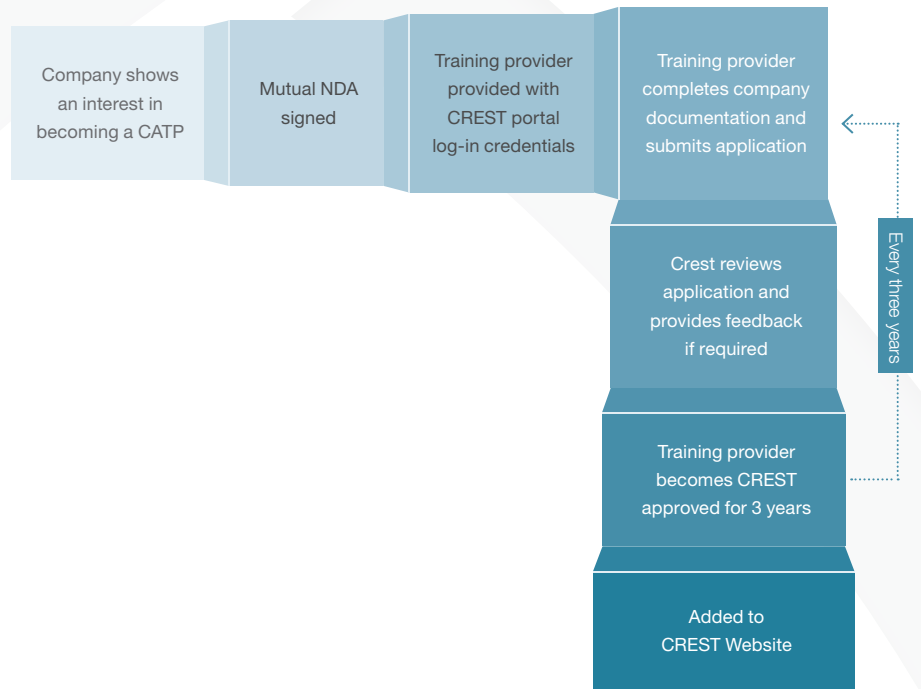 Company shows
an interest in
becoming a CATP
Mutual NDA
signed
Training provider
provided with
CREST portal
log-in credentials
Training provider
completes company
documentation and
submits application
Crest reviews
application and
provides feedback
if required
Training provider
becomes CREST
approved for 3 years
Every three years
Added to
CREST Website